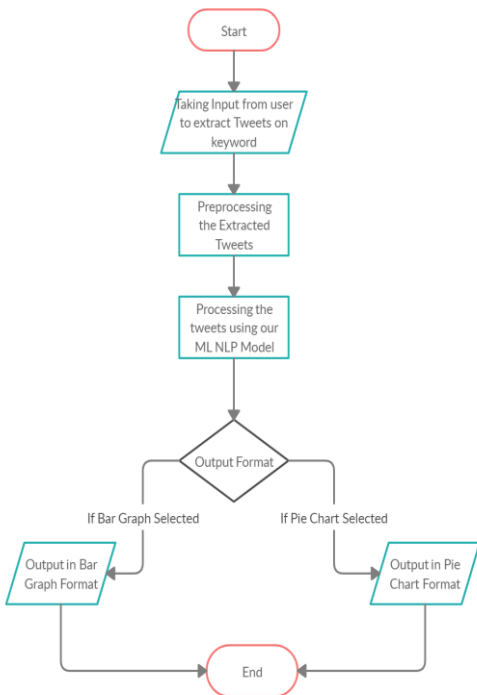 Start
Taking Input from user
to extract Tweets on
keyword
Preprocessing
the Extracted
Tweets
Processing the
tweets using our
ML NLP Model
Output Format
If Bar Graph Selected
If Pie Chart Selected
Output in Bar
Graph Format
Output in Pie
Chart Format
End